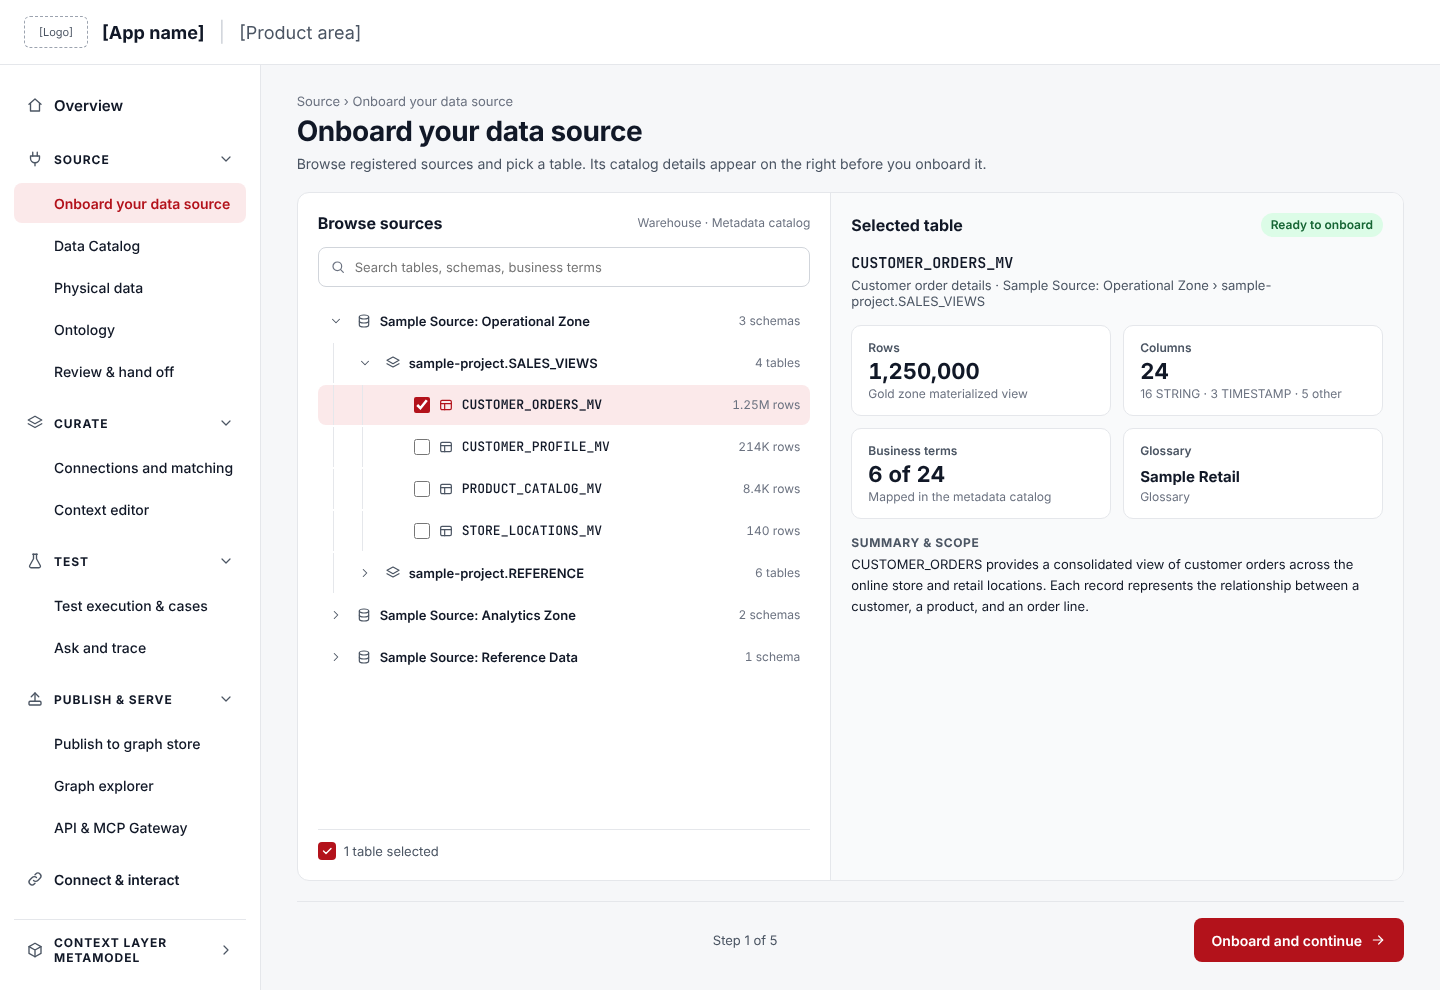 [Logo]
[App name]
[Product area]
Overview
SOURCE
Onboard your data source
Data Catalog
Physical data
Ontology
Review & hand off
CURATE
Connections and matching
Context editor
TEST
Test execution & cases
Ask and trace
PUBLISH & SERVE
Publish to graph store
Graph explorer
API & MCP Gateway
Connect & interact
CONTEXT LAYER
METAMODEL
Source › Onboard your data source
Onboard your data source
Browse registered sources and pick a table. Its catalog details appear on the right before you onboard it.
Browse sources
Warehouse · Metadata catalog
Search tables, schemas, business terms
Sample Source: Operational Zone 3 schemas
sample-project.SALES_VIEWS 4 tables
CUSTOMER_ORDERS_MV 1.25M rows
CUSTOMER_PROFILE_MV 214K rows
PRODUCT_CATALOG_MV 8.4K rows
STORE_LOCATIONS_MV 140 rows
sample-project.REFERENCE 6 tables
Sample Source: Analytics Zone 2 schemas
Sample Source: Reference Data 1 schema
1 table selected
Selected table
Ready to onboard
CUSTOMER_ORDERS_MV
Customer order details · Sample Source: Operational Zone › sample-
project.SALES_VIEWS
Rows
1,250,000
Gold zone materialized view
Columns
24
16 STRING · 3 TIMESTAMP · 5 other
Business terms
6 of 24
Mapped in the metadata catalog
Glossary
Sample Retail
Glossary
SUMMARY & SCOPE
CUSTOMER_ORDERS provides a consolidated view of customer orders across the
online store and retail locations. Each record represents the relationship between a
customer, a product, and an order line.
Step 1 of 5
Onboard and continue